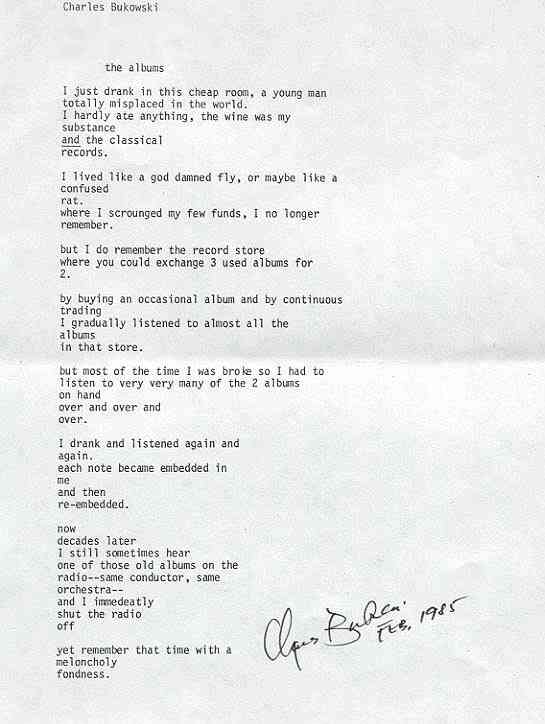 Charles Bukowski
the albums
I just drank in this cheap room, a young man
totally misplaced in the world.
I hardly ate anything, the wine was my
substance
and the classical
records.
I lived like a god damned fly, or maybe like a
confused
rat.
where I scrounged my few funds, I no longer
remember.
but I do remember the record store
where you could exchange 3 used albums for
2.
by buying an occasional album and by continuous
trading
I gradually listened to almost all the
albums
in that store.
but most of the time I was broke so I had to
listen to very very many of the 2 albums
on hand
over and over and
over.
I drank and listened again and
again.
each note became embedded in
me
and then
re-embedded.
now
decades later
I still sometimes hear
one of those old albums on the
radio--same conductor, same
orchestra--
and I immedeatly
shut the radio
off
yet remember that time with a
meloncholy
fondness.
FEB, 1985